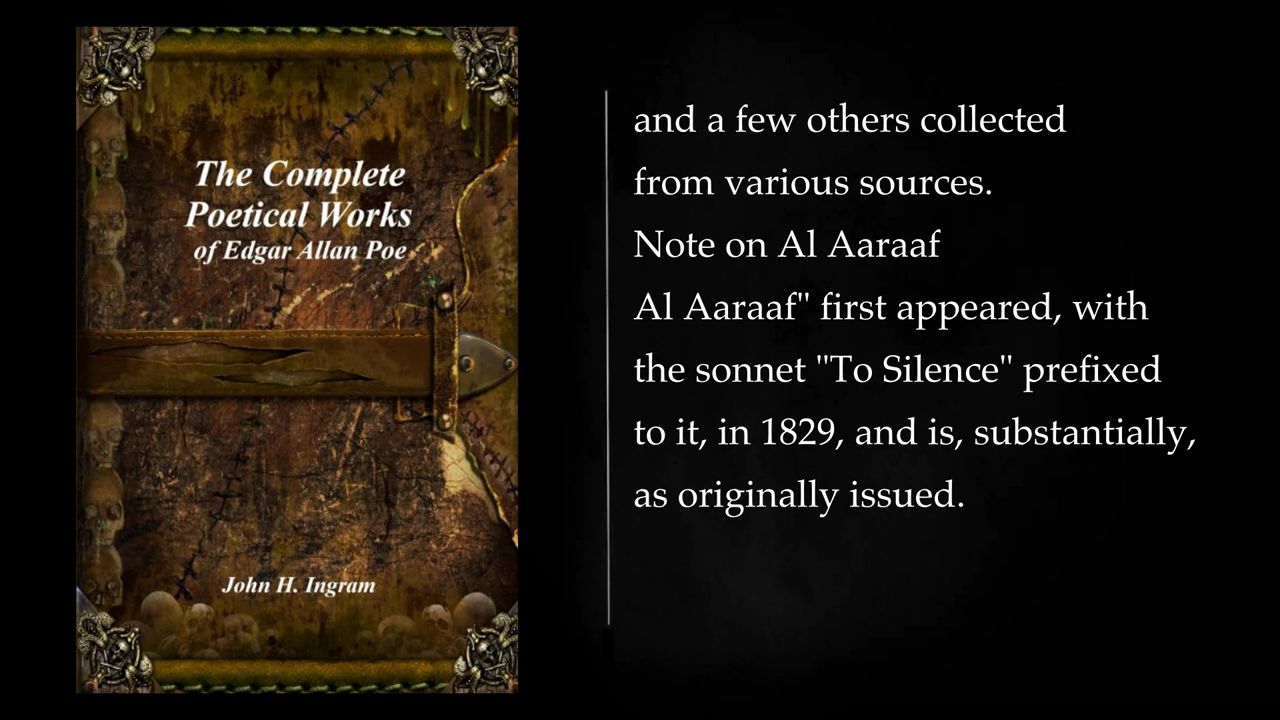 The Complete
Poetical Works
of Edgar Allan Poe
John H. Ingram
and a few others collected
from various sources.
Note on Al Aaraaf
Al Aaraaf" first appeared, with
the sonnet "To Silence" prefixed
to it, in 1829, and is, substantially,
as originally issued.